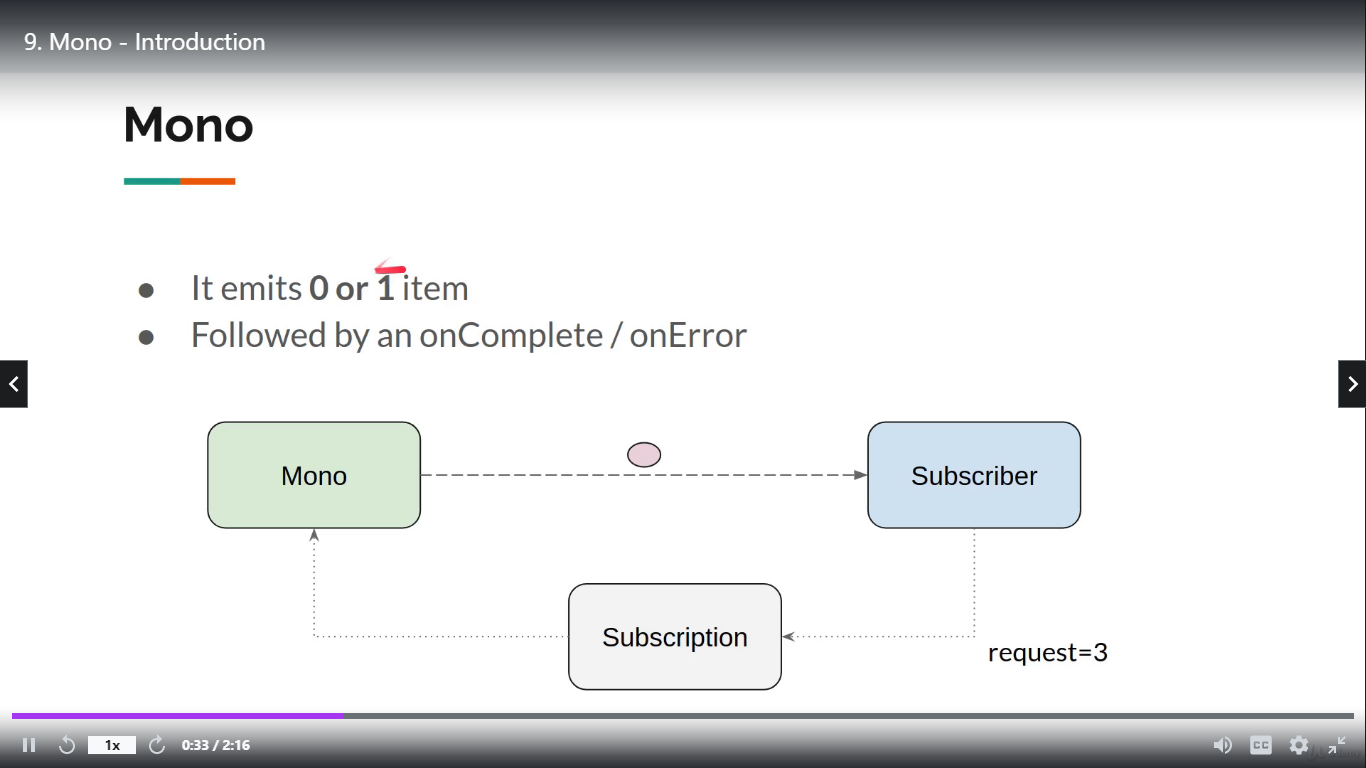 9. Mono - Introduction
Mono
● It emits 0 or 1 item
● Followed by an onComplete / onError
Mono
Subscriber
Subscription
request=3
1x
0:33 / 2:16
CC